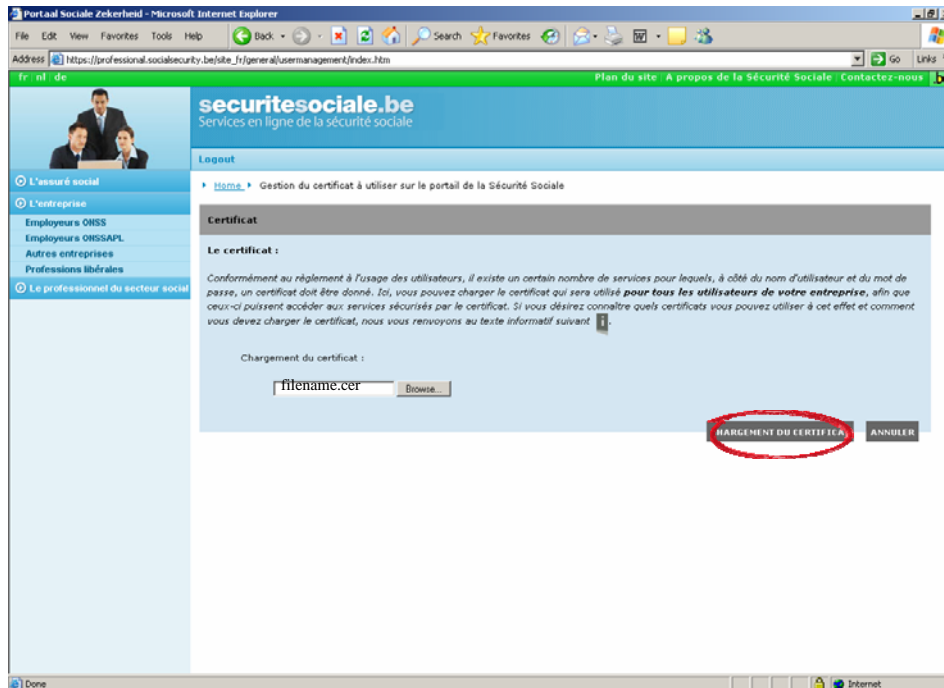 Portaal Sociale Zekerheid - Microsoft Internet Explorer
File Edit View Favorites Tools Help Back Search Favorites
Address https://professional.socialsecurity.be/site_fr/general/usermanagement/index.htm Go Links
fr nl de Plan du site A propos de la Sécurité Sociale Contactez-nous
securitesociale.be
Services en ligne de la sécurité sociale
Logout
L'assuré social
L'entreprise
Employeurs ONSS
Employeurs ONSSAPL
Autres entreprises
Professions libérales
Le professionnel du secteur social
Home Gestion du certificat à utiliser sur le portail de la Sécurité Sociale
Certificat
Le certificat :
Conformément au règlement à l'usage des utilisateurs, il existe un certain nombre de services pour lequels, à côté du nom d'utilisateur et du mot de
passe, un certificat doit être donné. Ici, vous pouvez charger le certificat qui sera utilisé pour tous les utilisateurs de votre entreprise, afin que
ceux-ci puissent accéder aux services sécurisés par le certificat. Si vous désirez connaître quels certificats vous pouvez utiliser à cet effet et comment
vous devez charger le certificat, nous vous renvoyons au texte informatif suivant i .
Chargement du certificat :
filename.cer Browse...
HARGEMENT DU CERTIFICA ANNULER
Done Internet